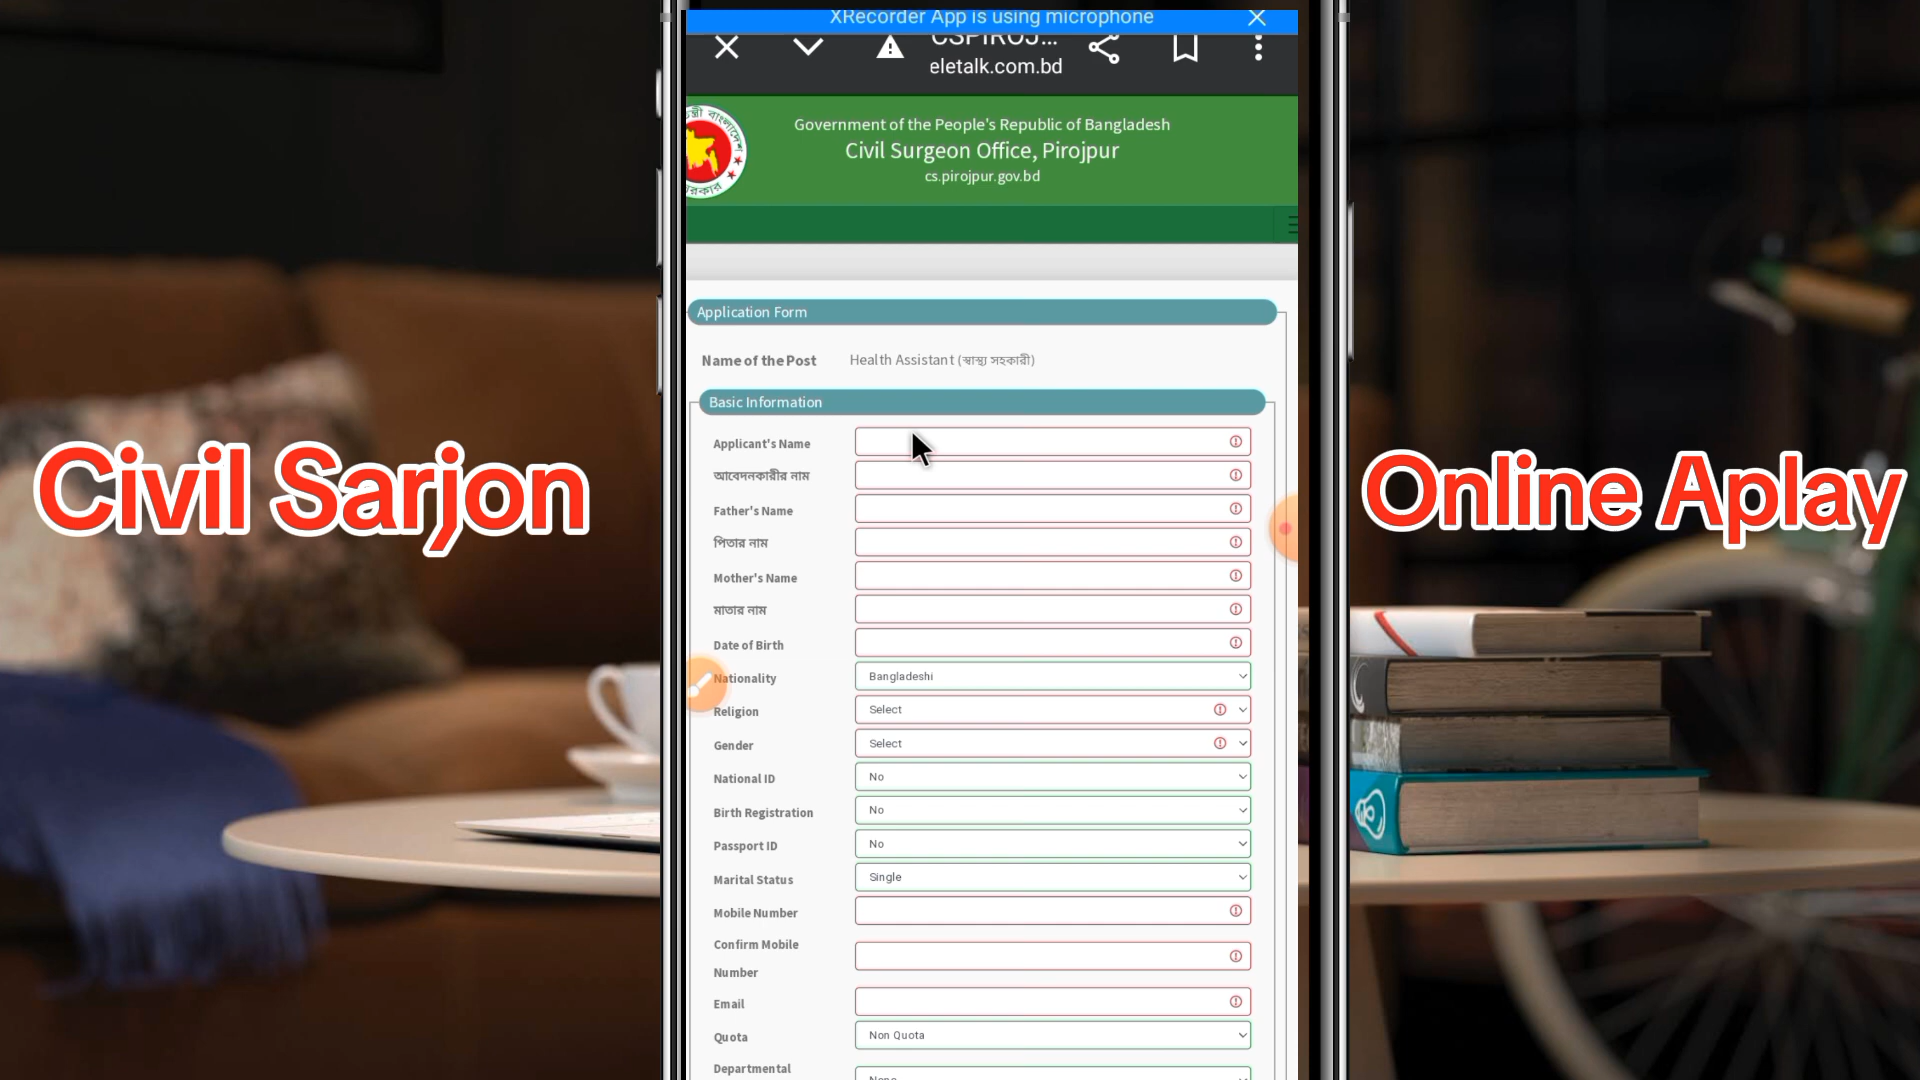 XRecorder App is using microphone
CSPIROJ...
eletalk.com.bd
Government of the People's Republic of Bangladesh
Civil Surgeon Office, Pirojpur
cs.pirojpur.gov.bd
Application Form
Name of the Post Health Assistant (স্বাস্থ্য সহকারী)
Basic Information
Applicant's Name
আবেদনকারীর নাম
Father's Name
পিতার নাম
Mother's Name
মাতার নাম
Date of Birth
Nationality Bangladeshi
Religion Select
Gender Select
National ID No
Birth Registration No
Passport ID No
Marital Status Single
Mobile Number
Confirm Mobile
Number
Email
Quota Non Quota
Departmental
Civil Sarjon
Online Aplay